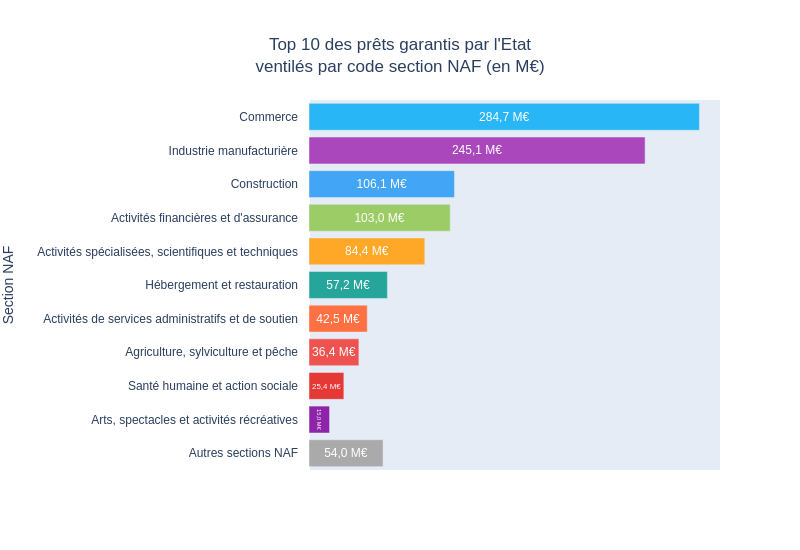 Top 10 des prêts garantis par l'Etat
ventilés par code section NAF (en M€)
Section NAF
Commerce 284,7 M€
Industrie manufacturière 245,1 M€
Construction 106,1 M€
Activités financières et d'assurance 103,0 M€
Activités spécialisées, scientifiques et techniques 84,4 M€
Hébergement et restauration 57,2 M€
Activités de services administratifs et de soutien 42,5 M€
Agriculture, sylviculture et pêche 36,4 M€
Santé humaine et action sociale 25,4 M€
Arts, spectacles et activités récréatives 15,0 M€
Autres sections NAF 54,0 M€